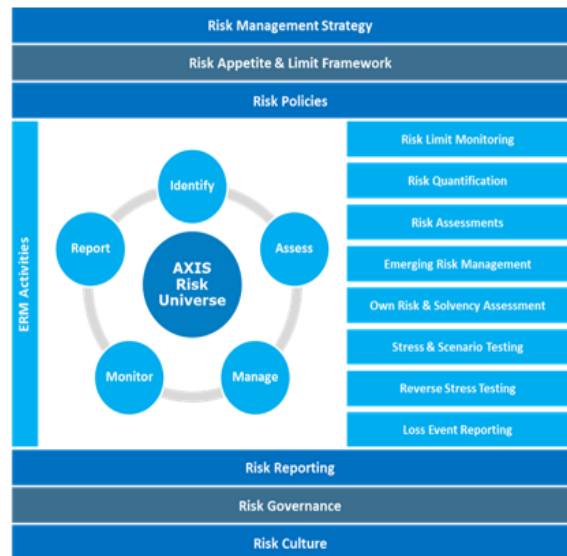 Risk Management Strategy
Risk Appetite & Limit Framework
Risk Policies
ERM Activities
Identify
Assess
Manage
Monitor
Report
AXIS
Risk
Universe
Risk Limit Monitoring
Risk Quantification
Risk Assessments
Emerging Risk Management
Own Risk & Solvency Assessment
Stress & Scenario Testing
Reverse Stress Testing
Loss Event Reporting
Risk Reporting
Risk Governance
Risk Culture